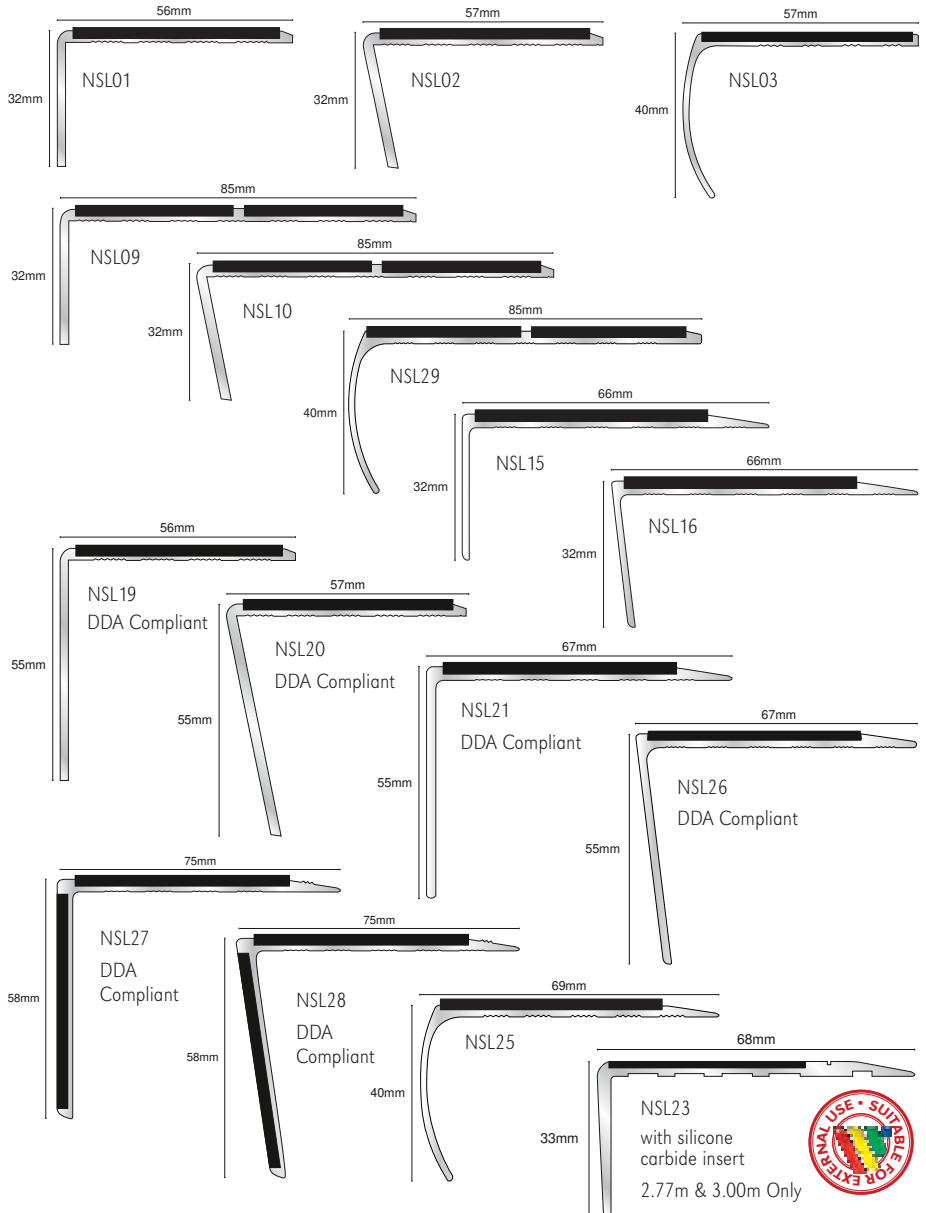 56mm
32mm
NSL01
57mm
32mm
NSL02
57mm
40mm
NSL03
85mm
32mm
NSL09
85mm
32mm
NSL10
85mm
40mm
NSL29
66mm
32mm
NSL15
66mm
32mm
NSL16
56mm
55mm
NSL19
DDA Compliant
57mm
55mm
NSL20
DDA Compliant
67mm
55mm
NSL21
DDA Compliant
67mm
55mm
NSL26
DDA Compliant
75mm
58mm
NSL27
DDA
Compliant
75mm
58mm
NSL28
DDA
Compliant
69mm
40mm
NSL25
68mm
33mm
NSL23
with silicone
carbide insert
2.77m & 3.00m Only
SUITABLE FOR EXTERNAL USE •